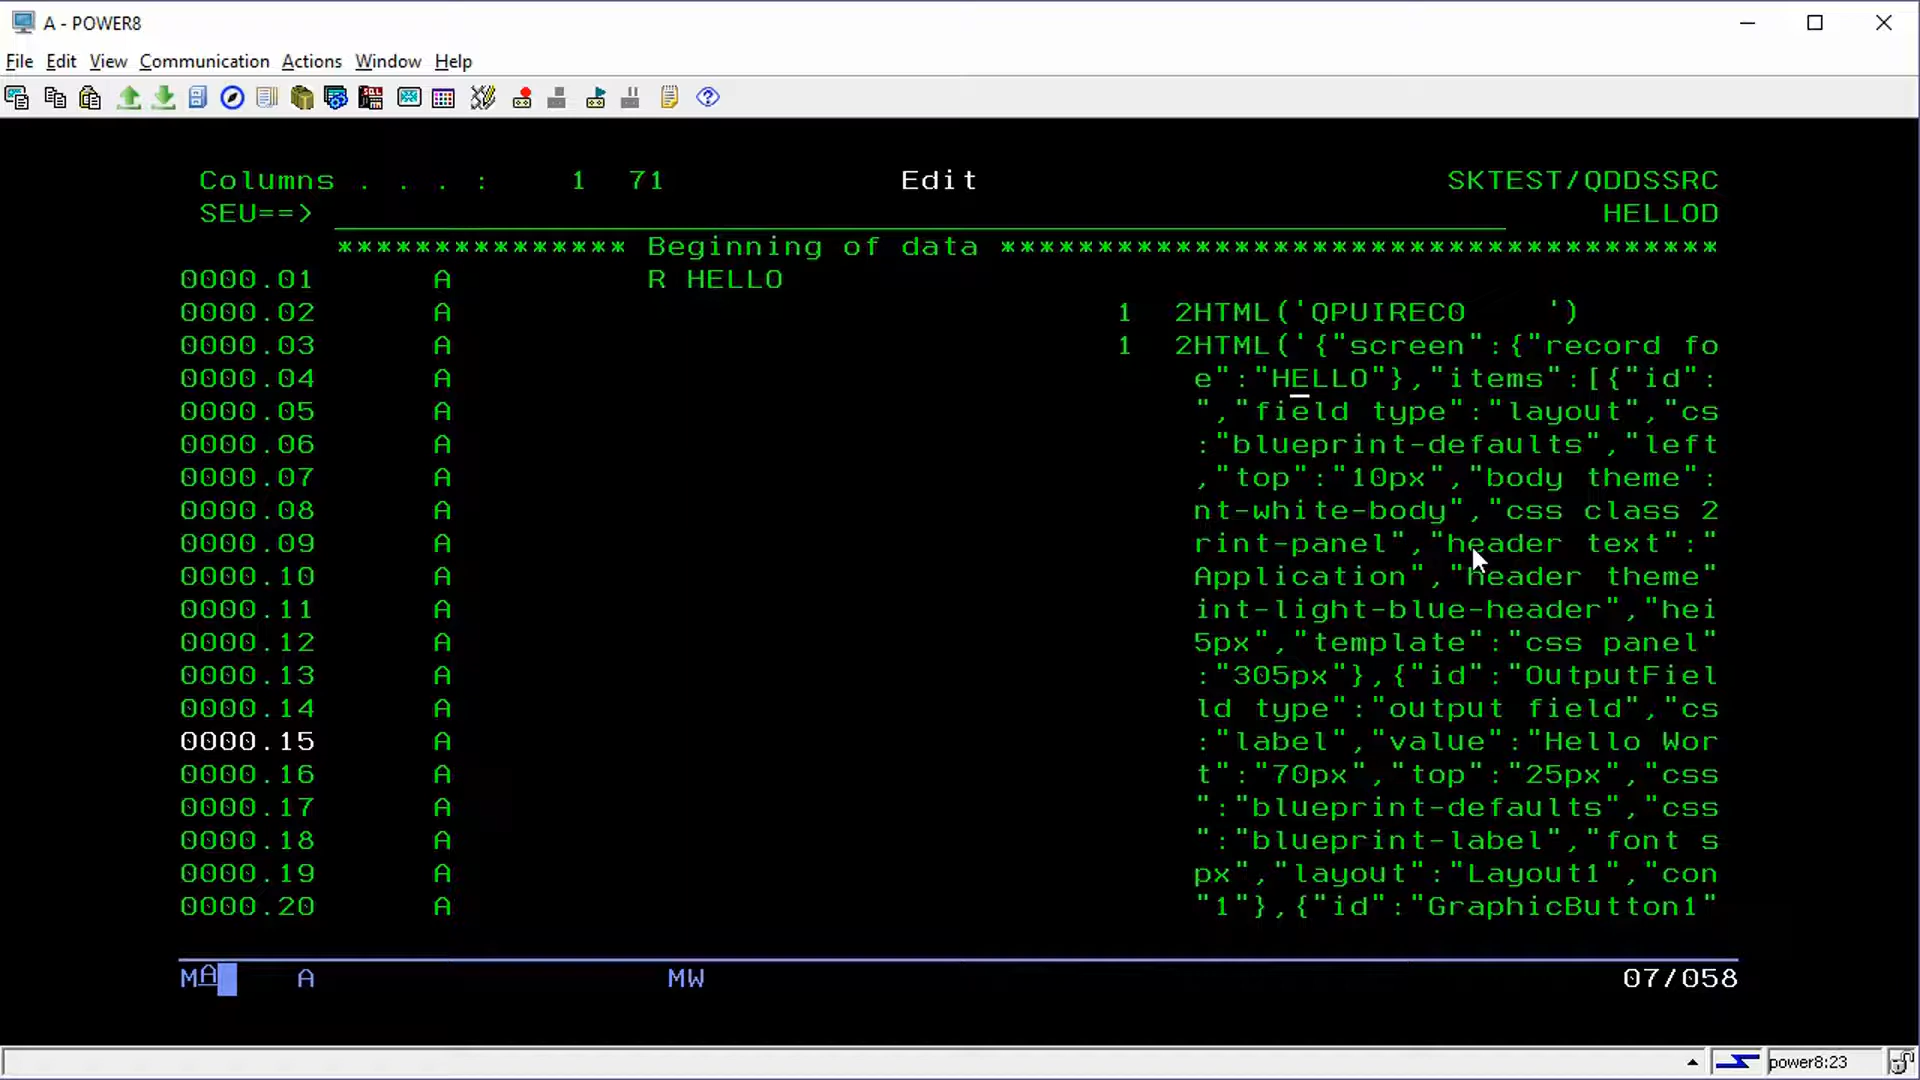 A - POWER8
File Edit View Communication Actions Window Help
Columns . . . : 1 71 Edit SKTEST/QDDSSRC
SEU==> HELLOD
*************** Beginning of data *************************************
0000.01 A R HELLO
0000.02 A 1 2HTML('QPUIREC0 ')
0000.03 A 1 2HTML('{"screen":{"record fo
0000.04 A e":"HELLO"},"items":[{"id":
0000.05 A ","field type":"layout","cs
0000.06 A :"blueprint-defaults","left
0000.07 A ,"top":"10px","body theme":
0000.08 A nt-white-body","css class 2
0000.09 A rint-panel","header text":"
0000.10 A Application","header theme"
0000.11 A int-light-blue-header","hei
0000.12 A 5px","template":"css panel"
0000.13 A :"305px"},{"id":"OutputFiel
0000.14 A ld type":"output field","cs
0000.15 A :"label","value":"Hello Wor
0000.16 A t":"70px","top":"25px","css
0000.17 A ":"blueprint-defaults","css
0000.18 A ":"blueprint-label","font s
0000.19 A px","layout":"Layout1","con
0000.20 A "1"},{"id":"GraphicButton1"
MA A MW 07/058
power8:23